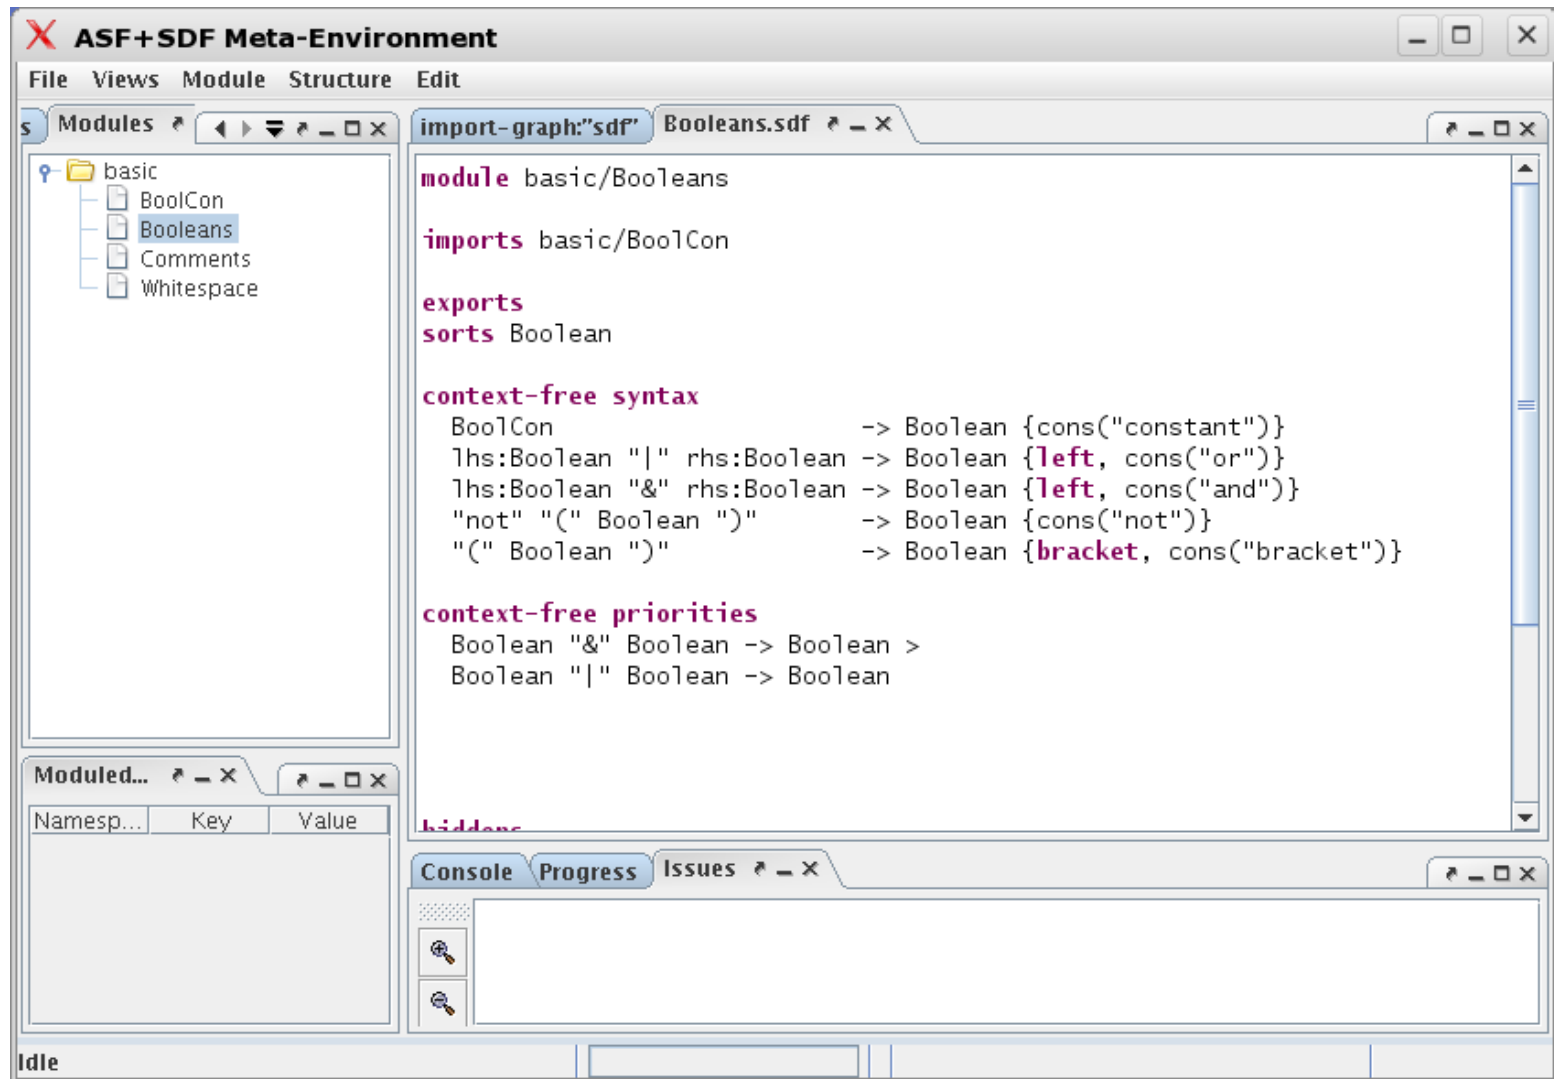 ASF+SDF Meta-Environment
File Views Module Structure Edit
s Modules
import-graph:"sdf" Booleans.sdf
basic
BoolCon
Booleans
Comments
Whitespace
module basic/Booleans
imports basic/BoolCon
exports
sorts Boolean
context-free syntax
BoolCon -> Boolean {cons("constant")}
lhs:Boolean "|" rhs:Boolean -> Boolean {left, cons("or")}
lhs:Boolean "&" rhs:Boolean -> Boolean {left, cons("and")}
"not" "(" Boolean ")" -> Boolean {cons("not")}
"(" Boolean ")" -> Boolean {bracket, cons("bracket")}
context-free priorities
Boolean "&" Boolean -> Boolean >
Boolean "|" Boolean -> Boolean
hiddens
Moduled...
Namesp... Key Value
Console Progress Issues
Idle